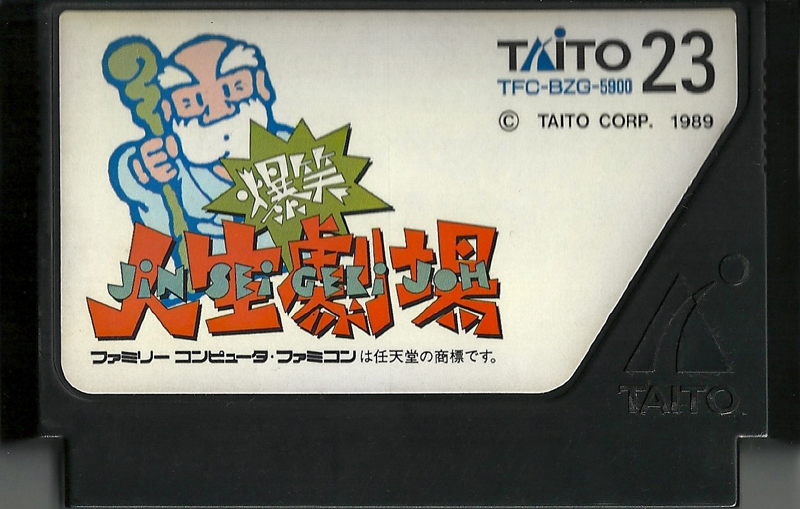 TAITO 23
TFC-BZG-5900
© TAITO CORP. 1989
爆笑
人生劇場
JINSEI GEKIJOH
ファミリーコンピュータ・ファミコンは任天堂の商標です。
TAITO